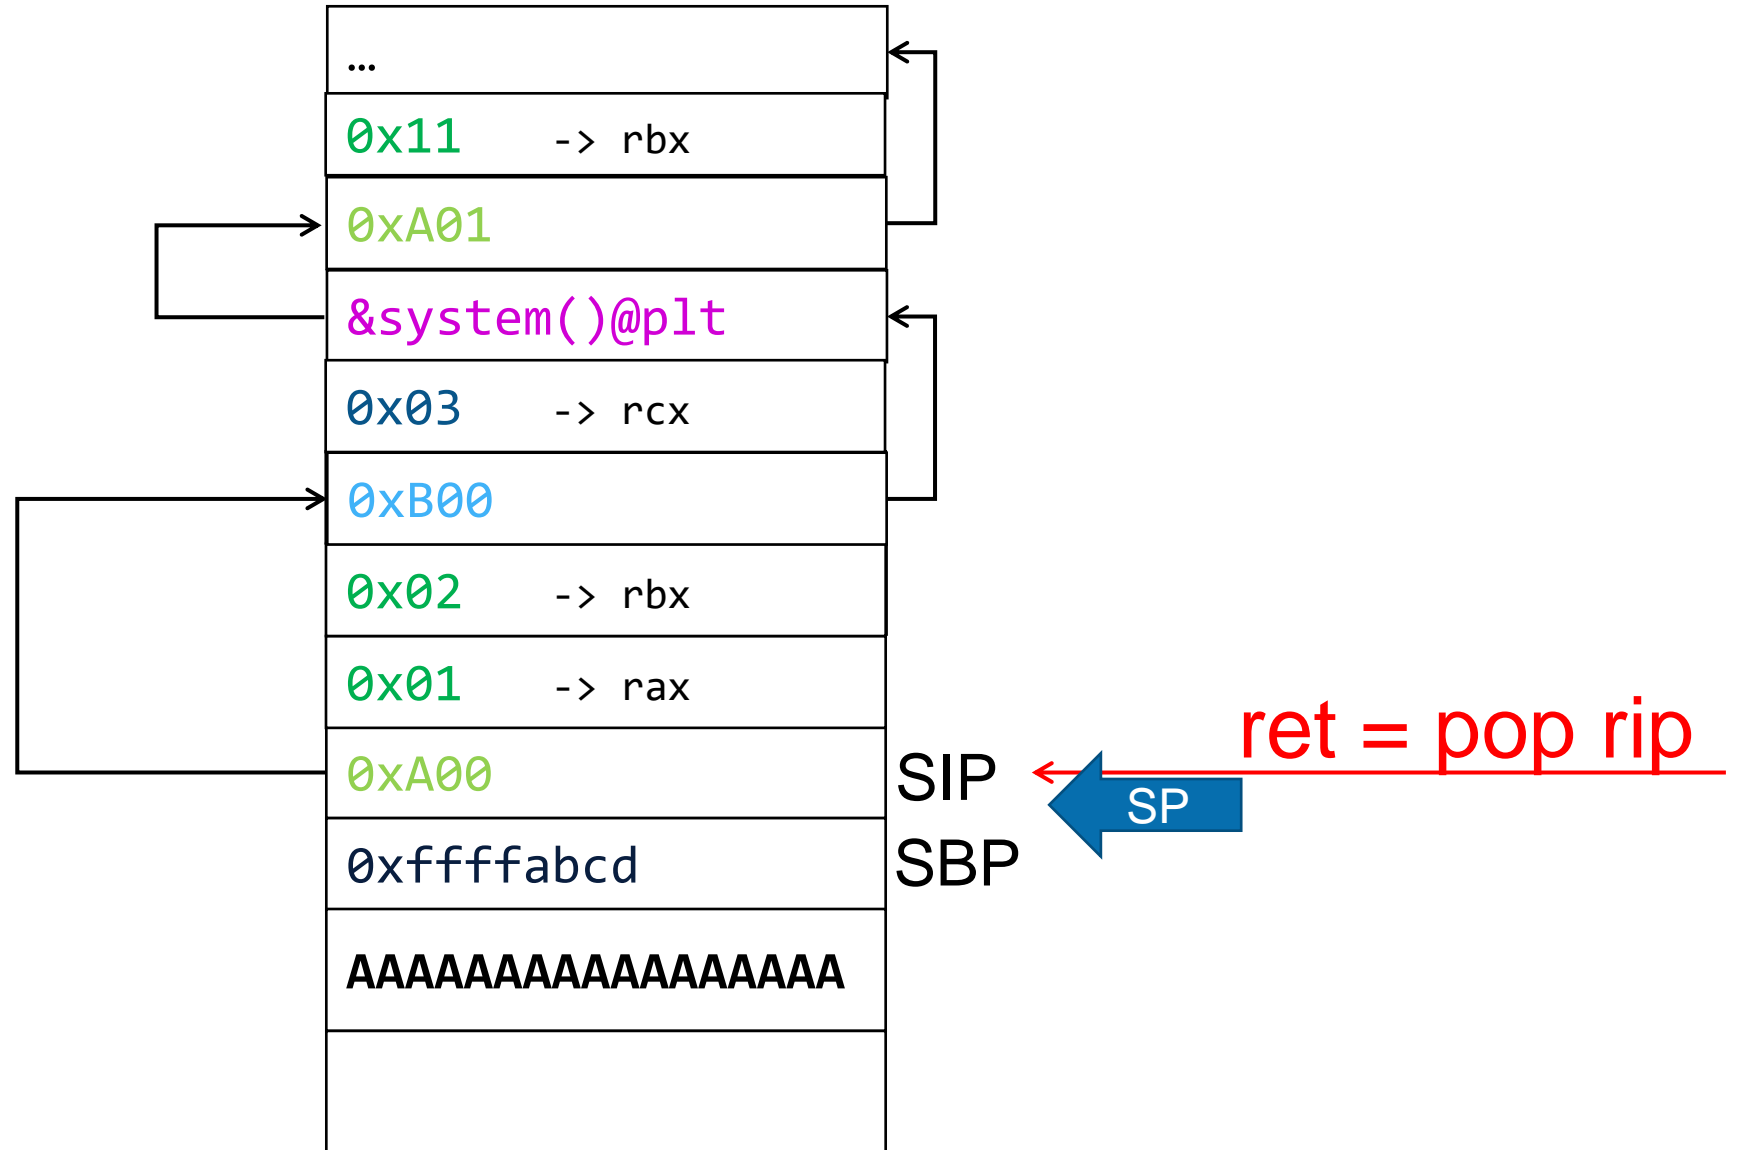 …
0x11 -> rbx
0xA01
&system()@plt
0x03 -> rcx
0xB00
0x02 -> rbx
0x01 -> rax
ret = pop rip
0xA00 SIP
SP
0xffffabcd SBP
AAAAAAAAAAAAAAAAA